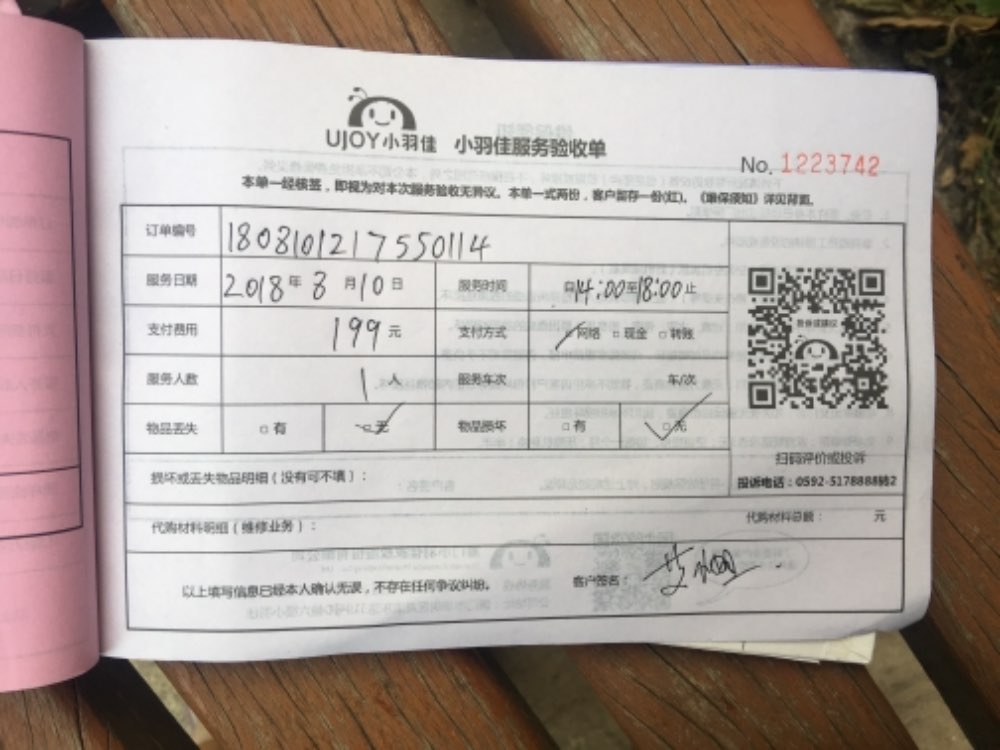 UJOY小羽佳 小羽佳服务验收单
No. 1223742
本单一经核签，即视为对本次服务验收无异议。本单一式两份，客户留存一份(红)。《维保须知》详见背面。
订单编号 1808101217550114
服务日期 2018年8月10日 服务时间 自14:00至18:00止
支付费用 199元 支付方式 网络 现金 转账
服务人数 1人 服务车次 车/次
物品丢失 有 无 物品损坏 有 无
扫码评价或投诉
投诉电话：0592-5178888转2
损坏或丢失物品明细（没有可不填）：
代购材料明细（维修业务）： 代购材料总额： 元
以上填写信息已经本人确认无误，不存在任何争议纠纷。 客户签名：